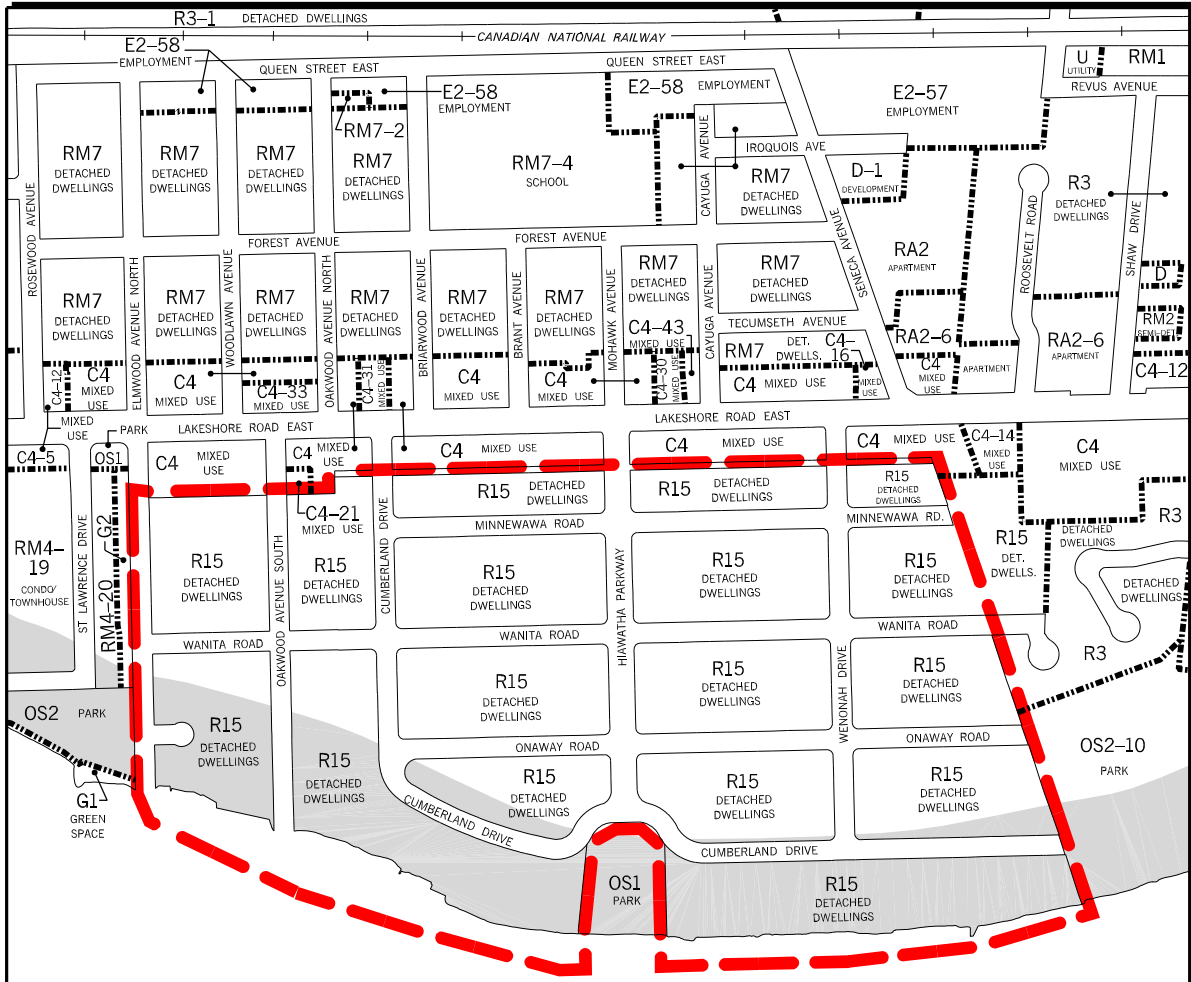 R3-1 DETACHED DWELLINGS
CANADIAN NATIONAL RAILWAY
E2-58
EMPLOYMENT
QUEEN STREET EAST
QUEEN STREET EAST
U
UTILITY
RM1
REVUS AVENUE
E2-58
EMPLOYMENT
E2-58 EMPLOYMENT
E2-57
EMPLOYMENT
RM7-2
RM7
DETACHED
DWELLINGS
RM7
DETACHED
DWELLINGS
RM7
DETACHED
DWELLINGS
RM7
DETACHED
DWELLINGS
RM7-4
SCHOOL
CAYUGA AVENUE
IROQUOIS AVE
RM7
DETACHED
DWELLINGS
D-1
DEVELOPMENT
R3
DETACHED
DWELLINGS
ROSEWOOD AVENUE
FOREST AVENUE
FOREST AVENUE
SENECA AVENUE
RA2
APARTMENT
ROOSEVELT ROAD
SHAW DRIVE
D
RM2
SEMI-DET.
C4-12
ELMWOOD AVENUE NORTH
WOODLAWN AVENUE
OAKWOOD AVENUE NORTH
BRIARWOOD AVENUE
BRANT AVENUE
MOHAWK AVENUE
CAYUGA AVENUE
RM7
DETACHED
DWELLINGS
RM7
DETACHED
DWELLINGS
RM7
DETACHED
DWELLINGS
RM7
DETACHED
DWELLINGS
RM7
DETACHED
DWELLINGS
RM7
DETACHED
DWELLINGS
RM7
DETACHED
DWELLINGS
RM7
DETACHED
DWELLINGS
TECUMSETH AVENUE
RM7 DET.
DWELLS.
C4-
16
MIXED
USE
RA2-6
C4
MIXED
USE
APARTMENT
RA2-6
APARTMENT
C4-12
C4
MIXED
USE
C4
MIXED
USE
C4-33
MIXED USE
C4-31
MIXED USE
C4
MIXED
USE
C4
MIXED
USE
C4-43
MIXED USE
C4-30
MIXED USE
C4 MIXED USE
MIXED
USE
PARK
LAKESHORE ROAD EAST
LAKESHORE ROAD EAST
C4-5
OS1
C4 MIXED
USE
C4 MIXED
USE
C4 MIXED USE
C4 MIXED USE
C4 MIXED USE
C4-14
MIXED
USE
C4
MIXED USE
C4-21
MIXED USE
R15 DETACHED
DWELLINGS
R15 DETACHED
DWELLINGS
R15
DETACHED
DWELLINGS
MINNEWAWA ROAD
MINNEWAWA RD.
RM4-
19
CONDO/
TOWNHOUSE
ST LAWRENCE DRIVE
RM4-20
G2
R15
DETACHED
DWELLINGS
OAKWOOD AVENUE SOUTH
R15
DETACHED
DWELLINGS
CUMBERLAND DRIVE
R15
DETACHED
DWELLINGS
HIAWATHA PARKWAY
R15
DETACHED
DWELLINGS
R15
DETACHED
DWELLINGS
R15
DET.
DWELLS.
R3
DETACHED
DWELLINGS
DETACHED
DWELLINGS
R3
WANITA ROAD
WANITA ROAD
WANITA ROAD
R15
DETACHED
DWELLINGS
R15
DETACHED
DWELLINGS
WENONAH DRIVE
R15
DETACHED
DWELLINGS
OS2 PARK
R15
DETACHED
DWELLINGS
R15
DETACHED
DWELLINGS
ONAWAY ROAD
ONAWAY ROAD
OS2-10
PARK
G1
GREEN
SPACE
R15
DETACHED
DWELLINGS
R15
DETACHED
DWELLINGS
R15
DETACHED
DWELLINGS
CUMBERLAND DRIVE
CUMBERLAND DRIVE
OS1
PARK
R15
DETACHED
DWELLINGS